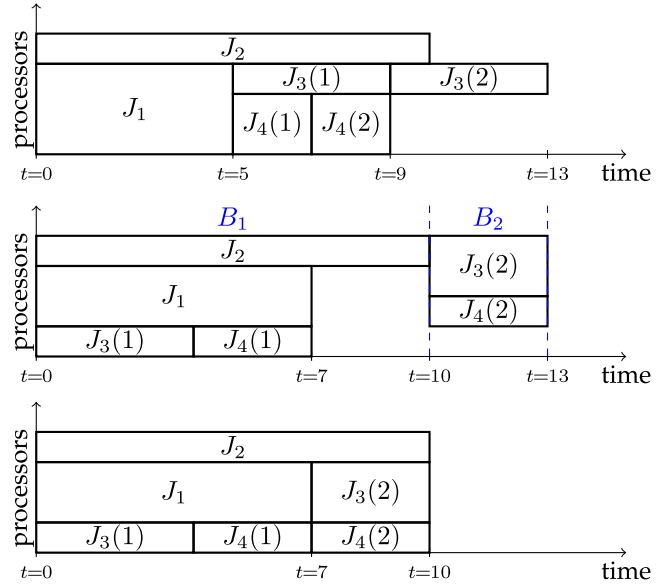 processors
J₂
J₁
J₃(1)
J₃(2)
J₄(1)
J₄(2)
t=0
t=5
t=9
t=13
time
B₁
B₂
processors
J₂
J₃(2)
J₁
J₄(2)
J₃(1)
J₄(1)
t=0
t=7
t=10
t=13
time
processors
J₂
J₁
J₃(2)
J₃(1)
J₄(1)
J₄(2)
t=0
t=7
t=10
time